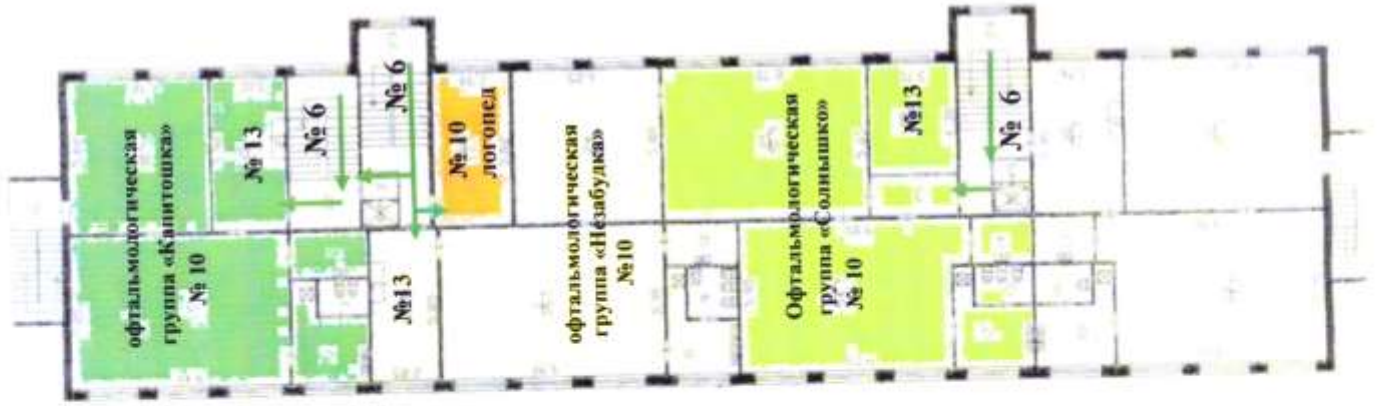 офтальмологическая
группа «Капитошка»
№ 10
№ 13
№ 6
№ 6
№ 10
логопед
№13
офтальмологическая
группа «Незабудка»
№10
Офтальмологическая
группа «Солнышко»
№ 10
№13
№ 6